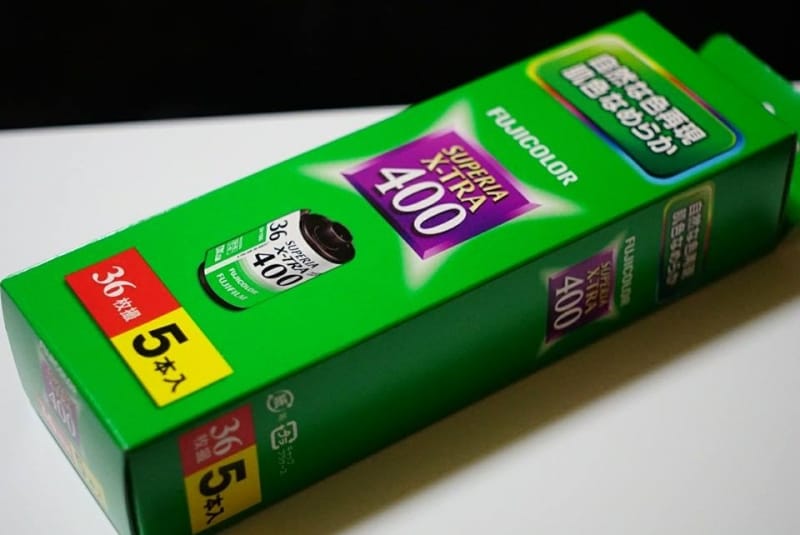 自然な色再現
肌色なめらか
FUJICOLOR
SUPERIA
X-TRA
400
36
SUPERIA
X-TRA
400
FUJICOLOR
FUJIFILM
36枚撮
5本入
自然な色再現
肌色なめらか
FUJICOLOR
SUPERIA
X-TRA
400
36
枚撮
5本入
400